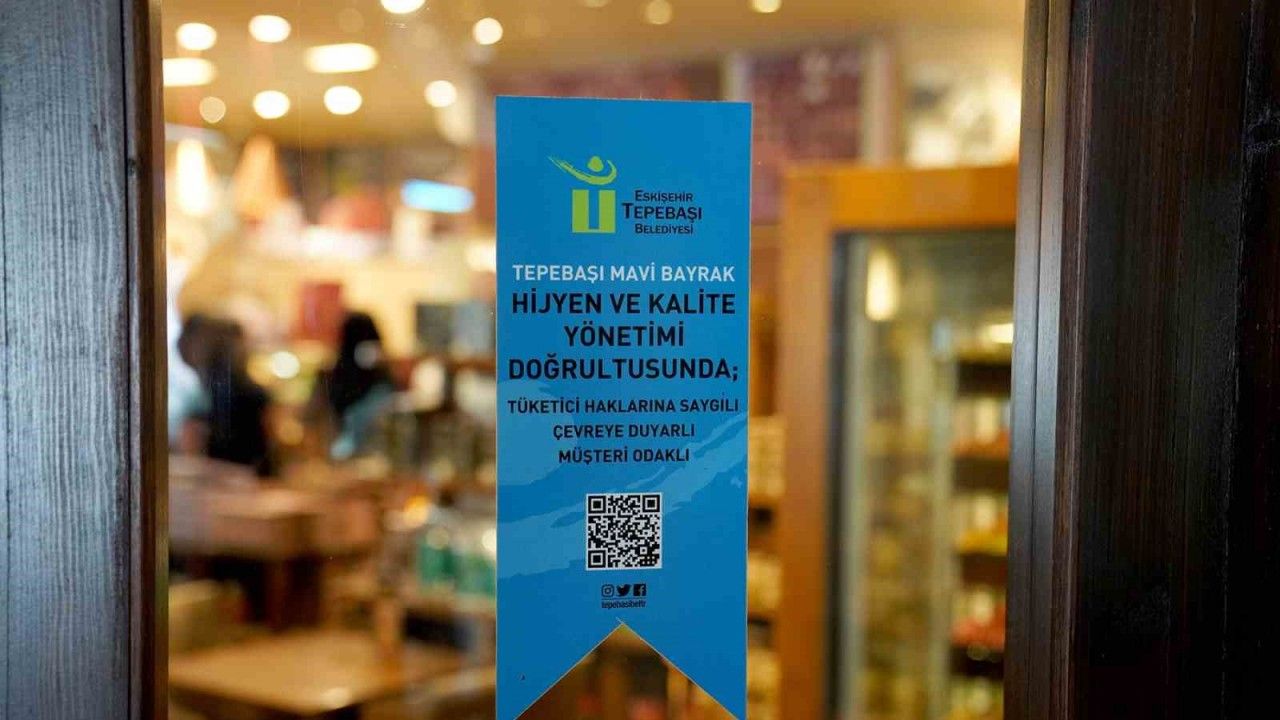 ESKİŞEHİR
TEPEBAŞI
BELEDİYESİ
TEPEBAŞI MAVİ BAYRAK
HİJYEN VE KALİTE
YÖNETİMİ
DOĞRULTUSUNDA;
TÜKETİCİ HAKLARINA SAYGILI
ÇEVREYE DUYARLI
MÜŞTERİ ODAKLI
tepebasibeltr